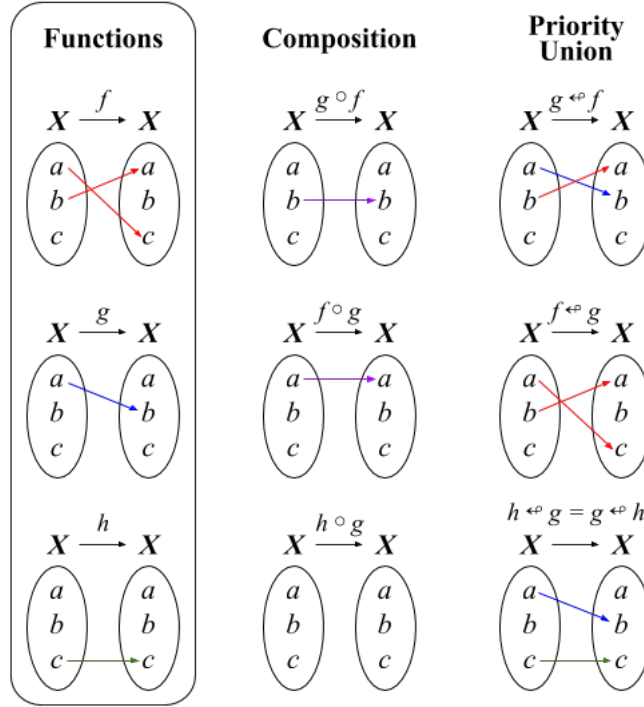 Functions
Composition
Priority
Union
f
X X
a a
b b
c c
g ○ f
X X
a a
b b
c c
g ↫ f
X X
a a
b b
c c
g
X X
a a
b b
c c
f ○ g
X X
a a
b b
c c
f ↫ g
X X
a a
b b
c c
h
X X
a a
b b
c c
h ○ g
X X
a a
b b
c c
h ↫ g = g ↫ h
X X
a a
b b
c c